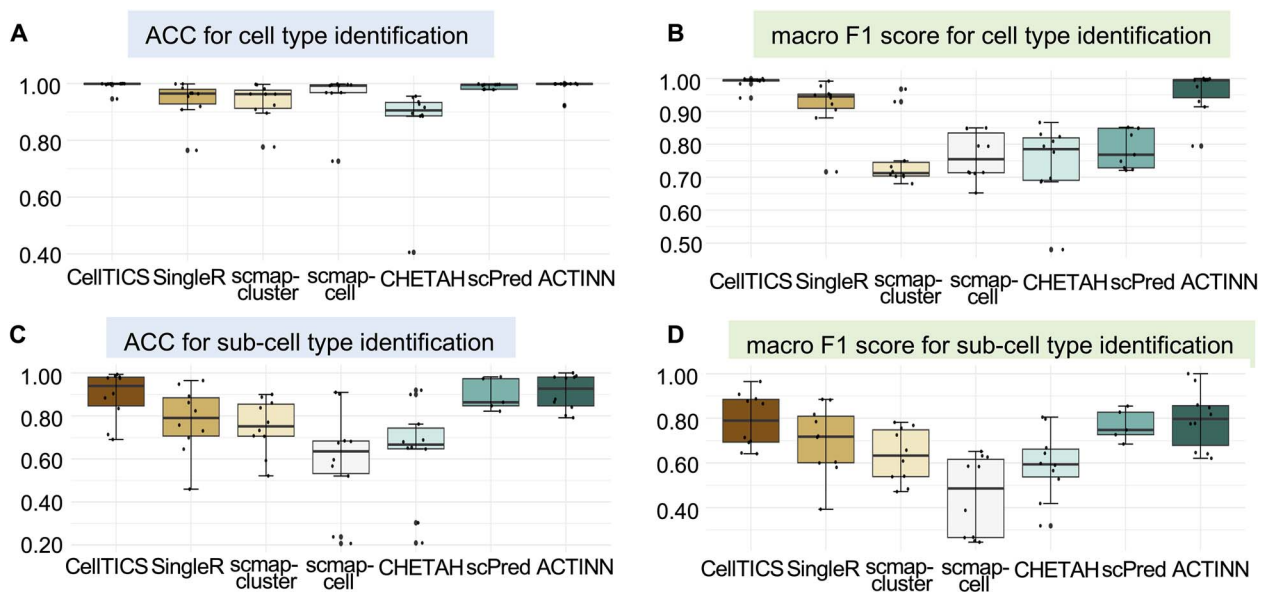 A
ACC for cell type identification
1.00
0.80
0.60
0.40
CellTICS SingleR scmap-cluster scmap-cell CHETAH scPred ACTINN
B
macro F1 score for cell type identification
1.00
0.90
0.80
0.70
0.60
0.50
CellTICS SingleR scmap-cluster scmap-cell CHETAH scPred ACTINN
C
ACC for sub-cell type identification
1.00
0.80
0.60
0.40
0.20
CellTICS SingleR scmap-cluster scmap-cell CHETAH scPred ACTINN
D
macro F1 score for sub-cell type identification
1.00
0.80
0.60
0.40
CellTICS SingleR scmap-cluster scmap-cell CHETAH scPred ACTINN